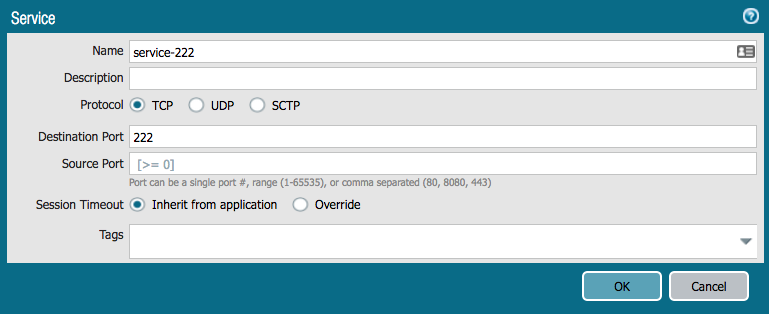 Service
Name service-222
Description
Protocol TCP UDP SCTP
Destination Port 222
Source Port [>= 0]
Port can be a single port #, range (1-65535), or comma separated (80, 8080, 443)
Session Timeout Inherit from application Override
Tags
OK Cancel